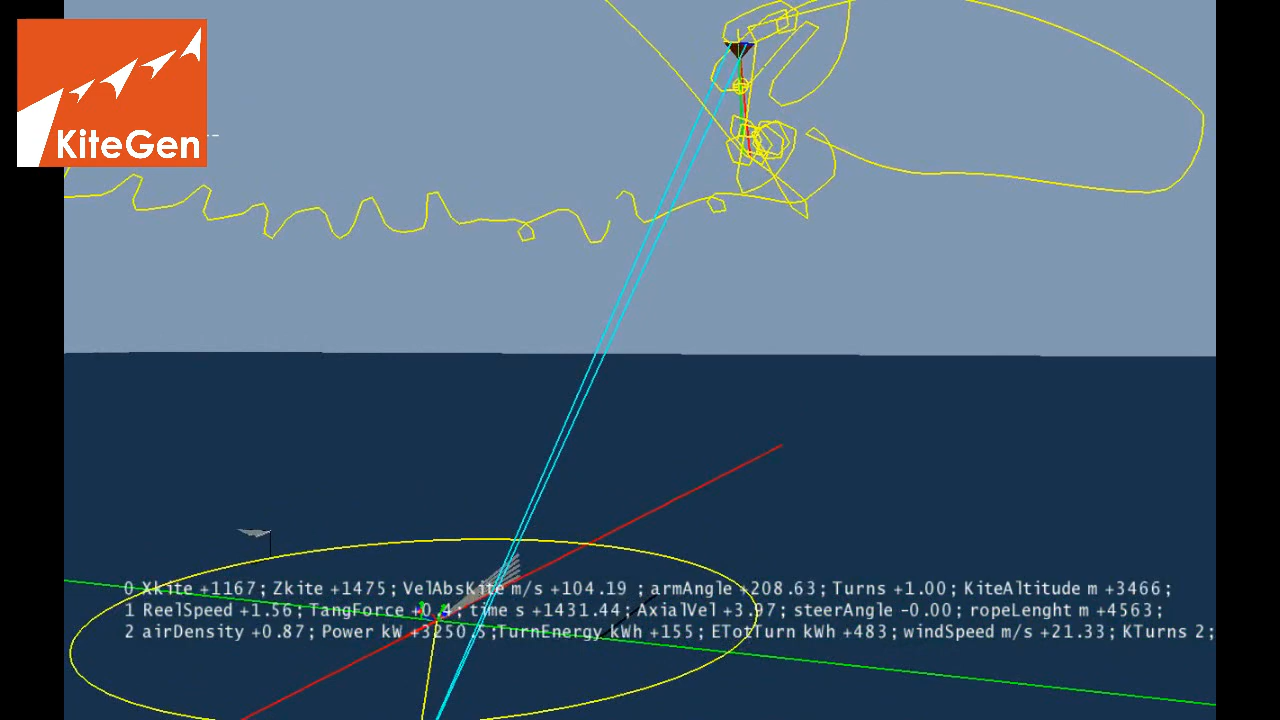 KiteGen
0 Xkite +1167; Zkite +1475; VelAbsKite m/s +104.19 ; armAngle +208.63; Turns +1.00; KiteAltitude m +3466;
1 ReelSpeed +1.56; TangForce +0.4; time s +1431.44; AxialVel +3.97; steerAngle -0.00; ropeLenght m +4563;
2 airDensity +0.87; Power kW +3250.5;TurnEnergy kWh +155; ETotTurn kWh +483; windSpeed m/s +21.33; KTurns 2;